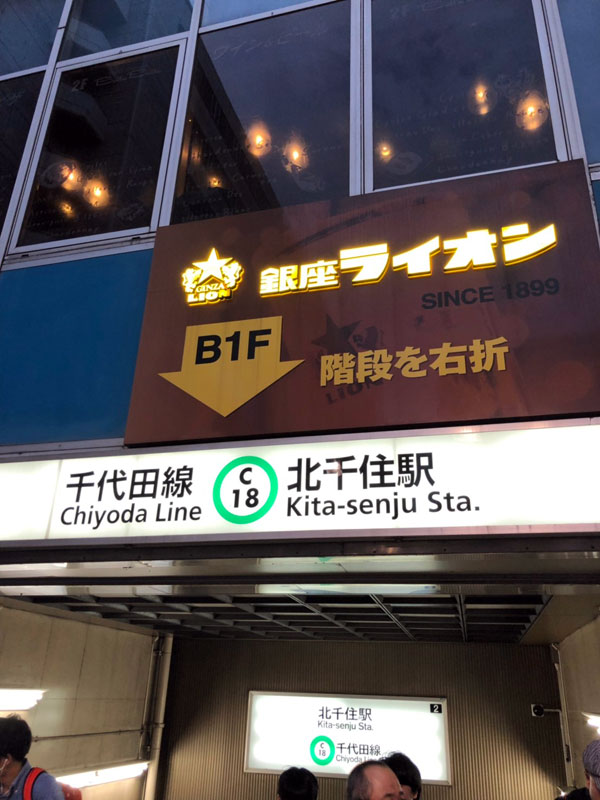 GINZA
LION
銀座ライオン
SINCE 1899
B1F
階段を右折
千代田線
Chiyoda Line
C
18
北千住駅
Kita-senju Sta.
2
北千住駅
Kita-senju Sta.
C
18
千代田線
Chiyoda Line